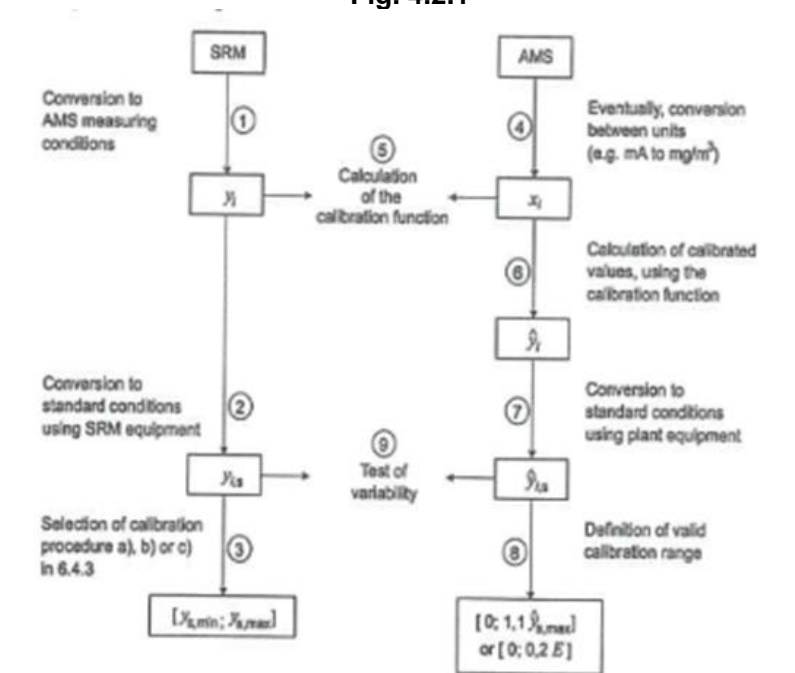 SRM
AMS
Conversion to
AMS measuring
conditions
1
4
Eventually, conversion
between units
(e.g. mA to mg/m³)
5
Calculation
of the
calibration function
yᵢ
xᵢ
6
Calculation of calibrated
values, using the
calibration function
ŷᵢ
Conversion to
standard conditions
using SRM equipment
2
7
Conversion to
standard conditions
using plant equipment
9
Test of
variability
yᵢ,ₛ
ŷᵢ,ₛ
Selection of calibration
procedure a), b) or c)
in 6.4.3
3
8
Definition of valid
calibration range
[yₛ,min; yₛ,max]
[0; 1,1 ŷₛ,max]
or [0; 0,2 E]